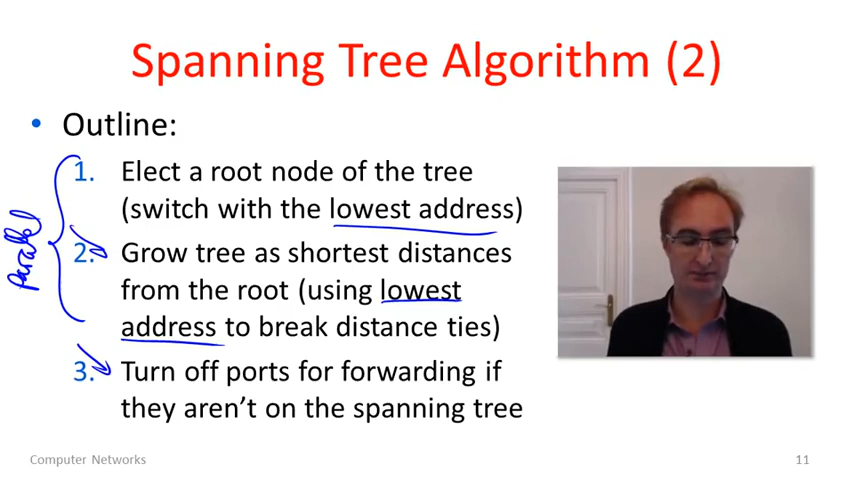 Spanning Tree Algorithm (2)
• Outline:
1. Elect a root node of the tree
(switch with the lowest address)
2. Grow tree as shortest distances
from the root (using lowest
address to break distance ties)
3. Turn off ports for forwarding if
they aren't on the spanning tree
Parallel
Computer Networks
11